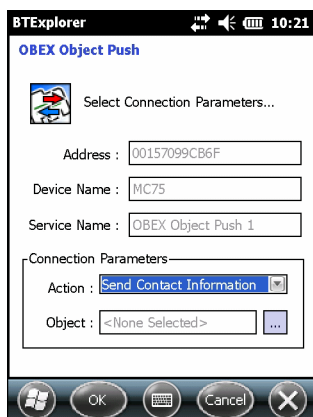 BTExplorer 10:21
OBEX Object Push
Select Connection Parameters...
Address : 00157099CB6F
Device Name : MC75
Service Name : OBEX Object Push 1
Connection Parameters
Action : Send Contact Information
Object : <None Selected> ...
OK Cancel